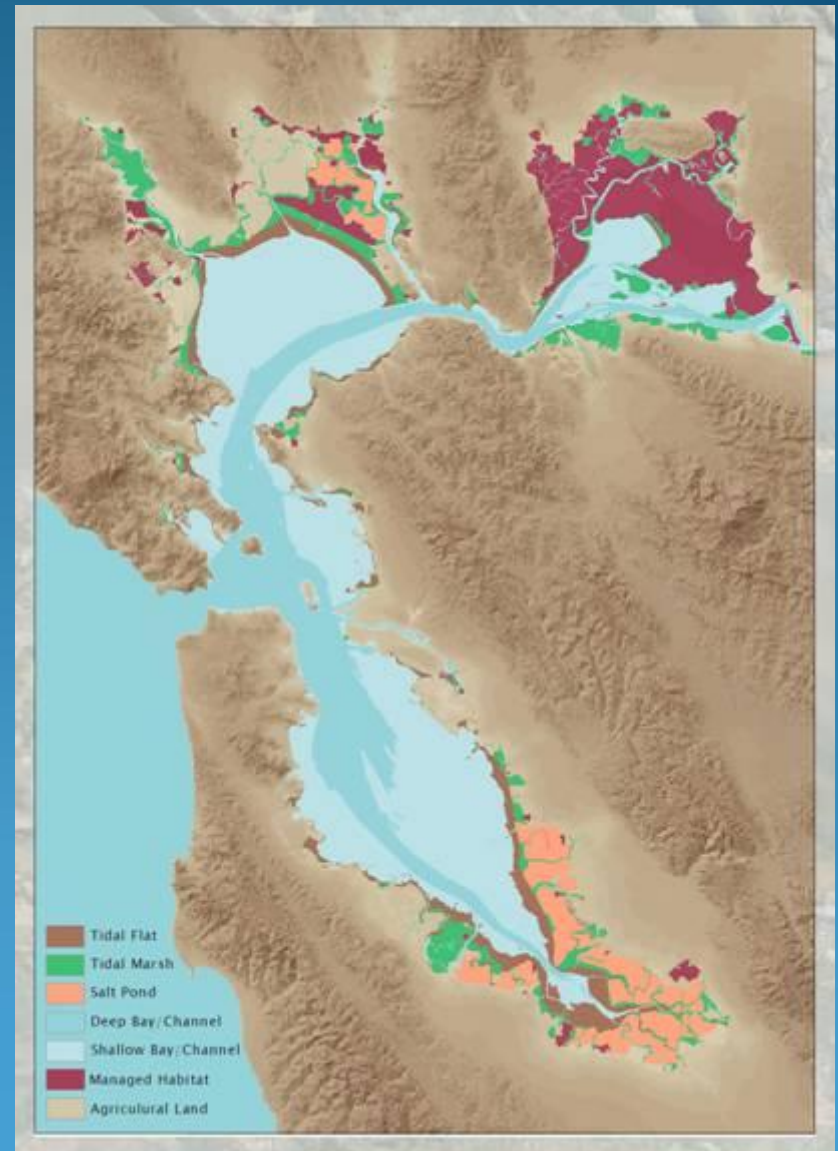 Tidal Flat
Tidal Marsh
Salt Pond
Deep Bay/Channel
Shallow Bay/Channel
Managed Habitat
Agriculural Land